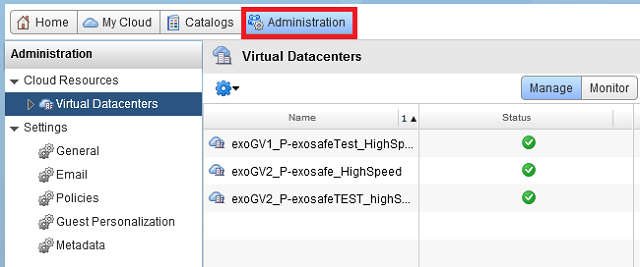 Home My Cloud Catalogs Administration
Administration
Cloud Resources
Virtual Datacenters
Settings
General
Email
Policies
Guest Personalization
Metadata
Virtual Datacenters
Manage Monitor
Name 1 ▲ Status
exoGV1_P-exosafeTest_HighSp...
exoGV2_P-exosafe_HighSpeed
exoGV2_P-exosafeTEST_highS...